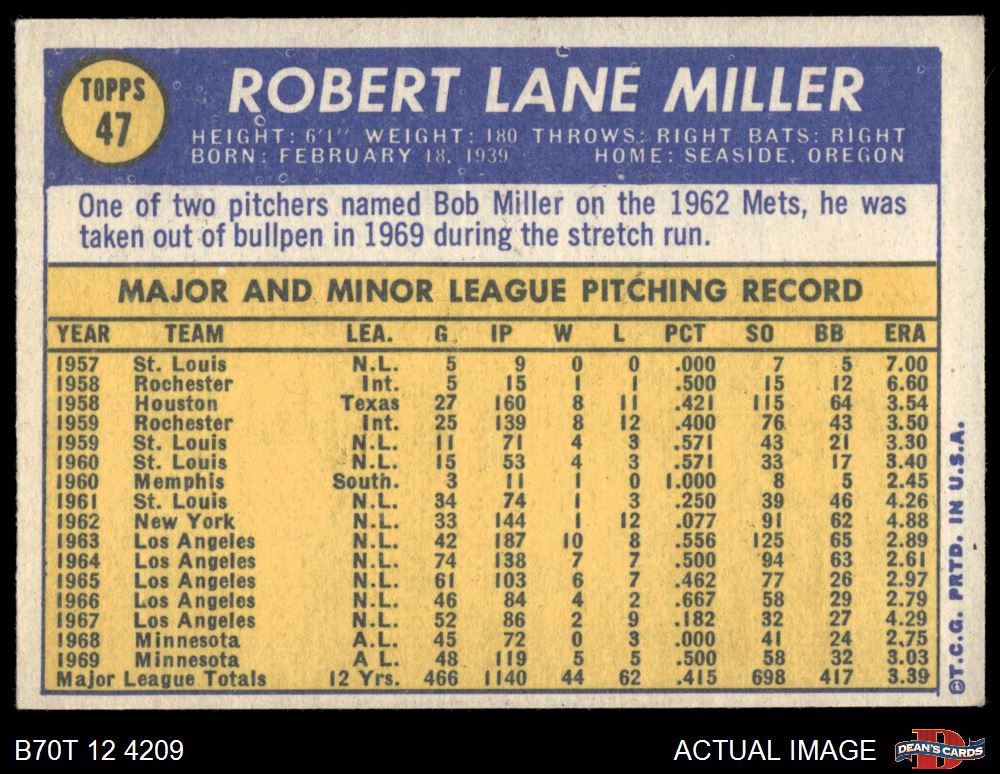 TOPPS
47
ROBERT LANE MILLER
HEIGHT: 6'1" WEIGHT: 180 THROWS: RIGHT BATS: RIGHT
BORN: FEBRUARY 18, 1939 HOME: SEASIDE, OREGON
One of two pitchers named Bob Miller on the 1962 Mets, he was
taken out of bullpen in 1969 during the stretch run.
MAJOR AND MINOR LEAGUE PITCHING RECORD
YEAR TEAM LEA. G IP W L PCT SO BB ERA
1957 St. Louis N.L. 5 9 0 0 .000 7 5 7.00
1958 Rochester Int. 5 15 1 1 .500 15 12 6.60
1958 Houston Texas 27 160 8 11 .421 115 64 3.54
1959 Rochester Int. 25 139 8 12 .400 76 43 3.50
1959 St. Louis N.L. 11 71 4 3 .571 43 21 3.30
1960 St. Louis N.L. 15 53 4 3 .571 33 17 3.40
1960 Memphis South. 3 11 1 0 1.000 8 5 2.45
1961 St. Louis N.L. 34 74 1 3 .250 39 46 4.26
1962 New York N.L. 33 144 1 12 .077 91 62 4.88
1963 Los Angeles N.L. 42 187 10 8 .556 125 65 2.89
1964 Los Angeles N.L. 74 138 7 7 .500 94 63 2.61
1965 Los Angeles N.L. 61 103 6 7 .462 77 26 2.97
1966 Los Angeles N.L. 46 84 4 2 .667 58 29 2.79
1967 Los Angeles N.L. 52 86 2 9 .182 32 27 4.29
1968 Minnesota A.L. 45 72 0 3 .000 41 24 2.75
1969 Minnesota A L. 48 119 5 5 .500 58 32 3.03
Major League Totals 12 Yrs. 466 1140 44 62 .415 698 417 3.39
©T.C.G. PRTD. IN U.S.A.
B70T 12 4209
ACTUAL IMAGE
D
DEAN'S CARDS